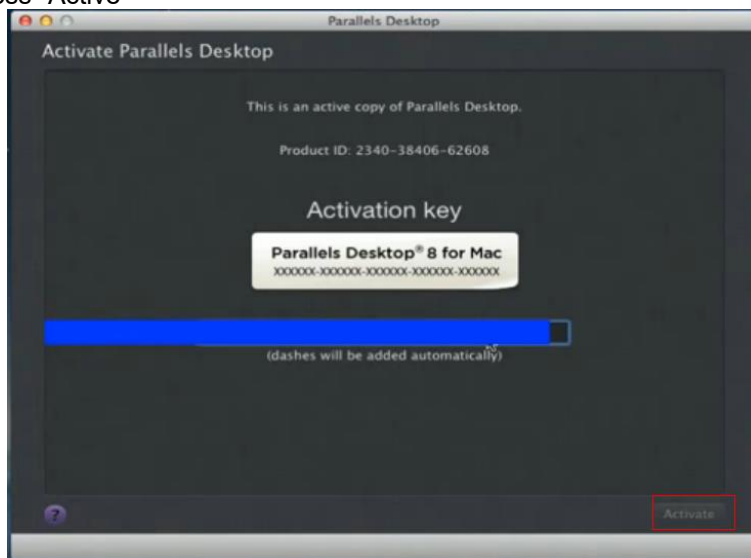 "Active"
Parallels Desktop
Activate Parallels Desktop
This is an active copy of Parallels Desktop.
Product ID: 2340-38406-62608
Activation key
Parallels Desktop® 8 for Mac
XXXXXX-XXXXXX-XXXXXX-XXXXXX-XXXXXX
(dashes will be added automatically)
?
Activate